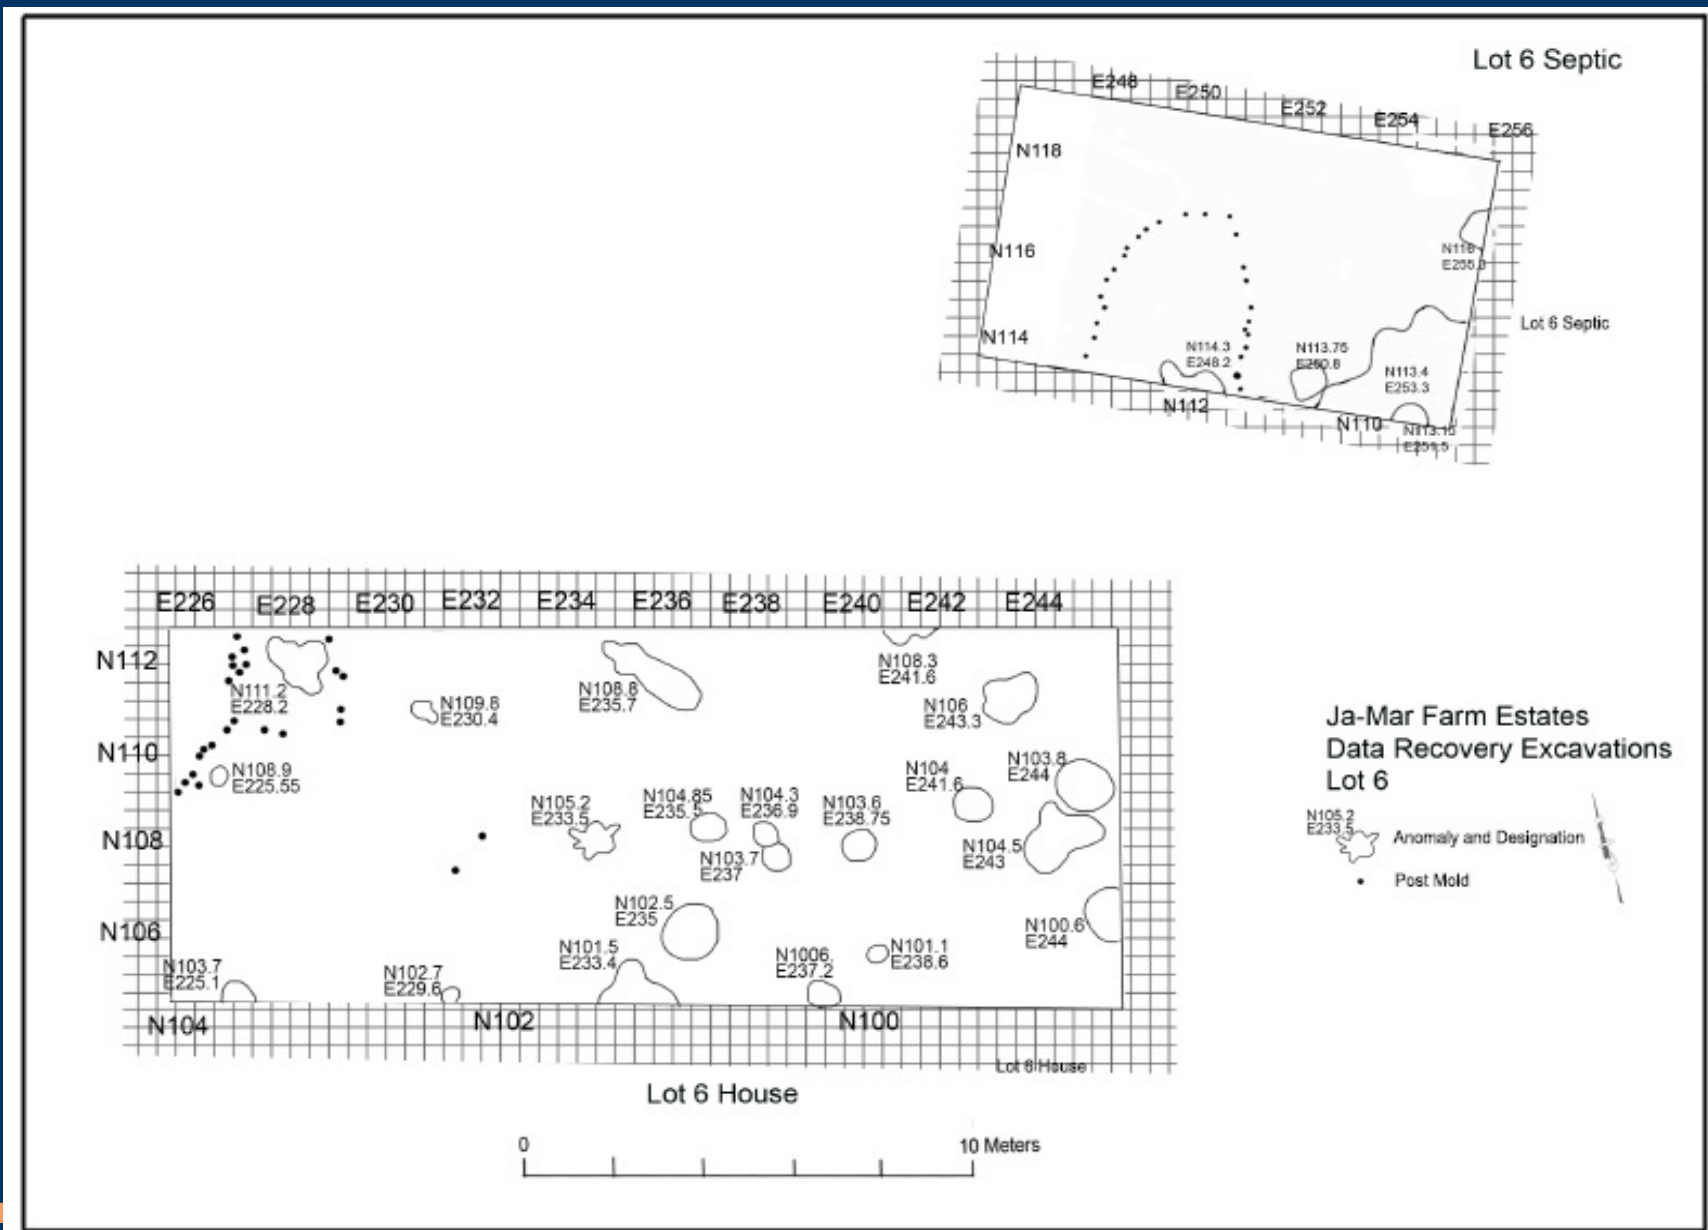 Lot 6 Septic
E248
E250
E252
E254
E256
N118
N116
N114
N116
E255.3
Lot 6 Septic
N114.3
E248.2
N113.75
E250.8
N113.4
E253.3
N112
N110
N113.15
E251.5
E226
E228
E230
E232
E234
E236
E238
E240
E242
E244
N112
N110
N108
N106
N104
N102
N100
N111.2
E228.2
N109.8
E230.4
N108.8
E235.7
N108.3
E241.6
N106
E243.3
N108.9
E225.55
N105.2
E233.5
N104.85
E235.5
N104.3
E236.9
N103.6
E238.75
N104
E241.6
N103.8
E244
N103.7
E237
N104.5
E243
N102.5
E235
N100.6
E244
N103.7
E225.1
N102.7
E229.6
N101.5
E233.4
N1006.
E237.2
N101.1
E238.6
Lot 6 House
Lot 6 House
0
10 Meters
Ja-Mar Farm Estates
Data Recovery Excavations
Lot 6
N105.2
E233.5
Anomaly and Designation
Post Mold